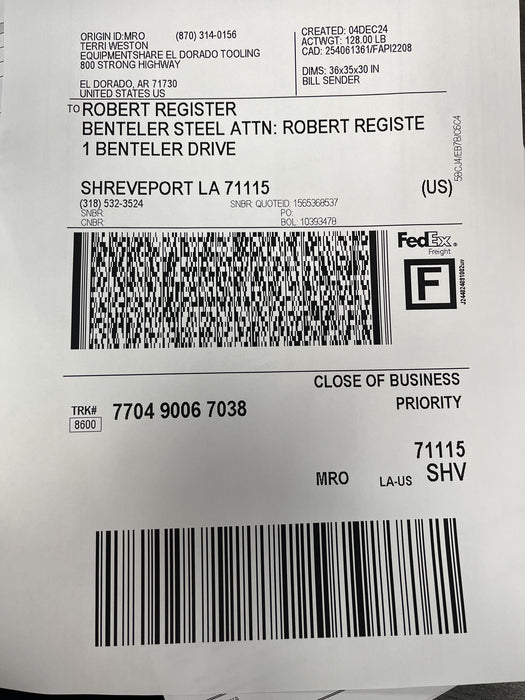 ORIGIN ID:MRO (870) 314-0156
TERRI WESTON
EQUIPMENTSHARE EL DORADO TOOLING
800 STRONG HIGHWAY
EL DORADO, AR 71730
UNITED STATES US
CREATED: 04DEC24
ACTWGT: 128.00 LB
CAD: 254061361/FAPI2208
DIMS: 36x35x30 IN
BILL SENDER
TO ROBERT REGISTER
BENTELER STEEL ATTN: ROBERT REGISTE
1 BENTELER DRIVE
SHREVEPORT LA 71115 (US)
(318) 532-3524 SNBR: QUOTEID: 1565368537
SNBR: PO:
CNBR: BOL: 10393478
FedEx
Freight
F
CLOSE OF BUSINESS
TRK# 7704 9006 7038 PRIORITY
8600
71115
MRO LA-US SHV